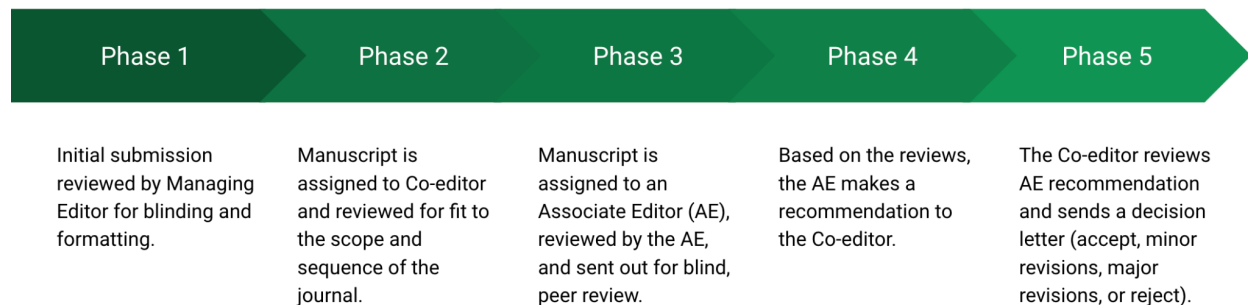 Phase 1
Phase 2
Phase 3
Phase 4
Phase 5
Initial submission
reviewed by Managing
Editor for blinding and
formatting.
Manuscript is
assigned to Co-editor
and reviewed for fit to
the scope and
sequence of the
journal.
Manuscript is
assigned to an
Associate Editor (AE),
reviewed by the AE,
and sent out for blind,
peer review.
Based on the reviews,
the AE makes a
recommendation to
the Co-editor.
The Co-editor reviews
AE recommendation
and sends a decision
letter (accept, minor
revisions, major
revisions, or reject).